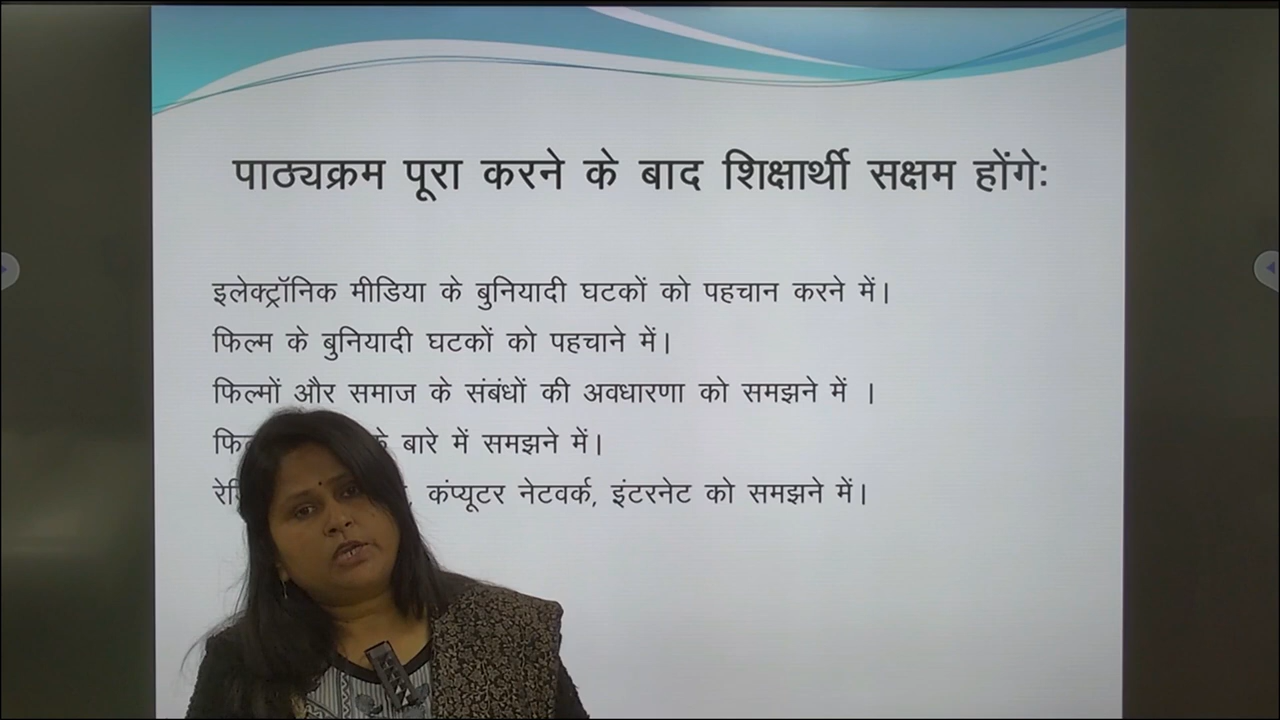 पाठ्यक्रम पूरा करने के बाद शिक्षार्थी सक्षम होंगेः
इलेक्ट्रॉनिक मीडिया के बुनियादी घटकों को पहचान करने में।
फिल्म के बुनियादी घटकों को पहचाने में।
फिल्मों और समाज के संबंधों की अवधारणा को समझने में ।
के बारे में समझने में।
कंप्यूटर नेटवर्क, इंटरनेट को समझने में।